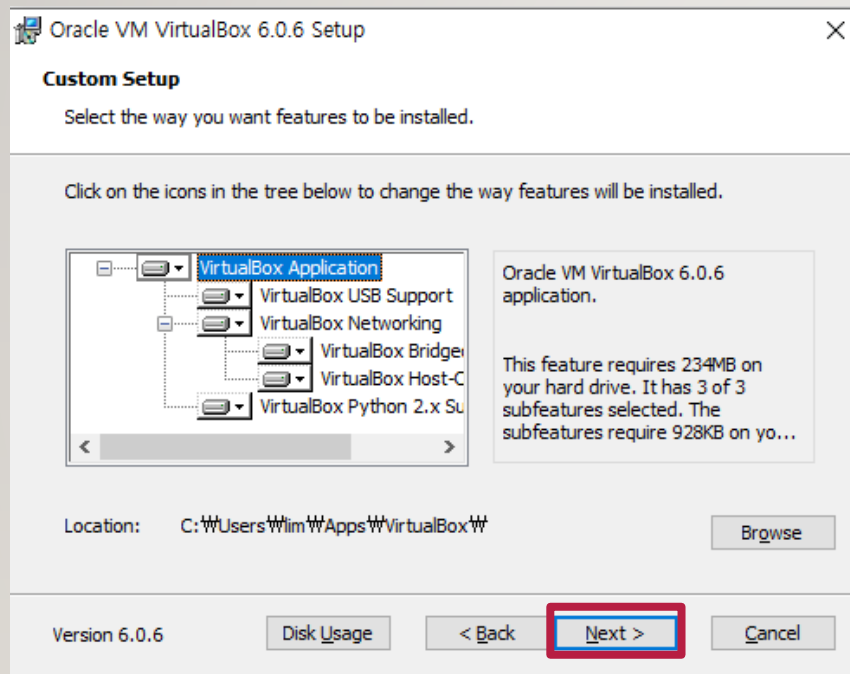 Oracle VM VirtualBox 6.0.6 Setup
Custom Setup
Select the way you want features to be installed.
Click on the icons in the tree below to change the way features will be installed.
VirtualBox Application
VirtualBox USB Support
VirtualBox Networking
VirtualBox Bridge
VirtualBox Host-C
VirtualBox Python 2.x Su
Oracle VM VirtualBox 6.0.6
application.
This feature requires 234MB on
your hard drive. It has 3 of 3
subfeatures selected. The
subfeatures require 928KB on yo...
Location: C:₩Users₩lim₩Apps₩VirtualBox₩
Browse
Version 6.0.6
Disk Usage
< Back
Next >
Cancel